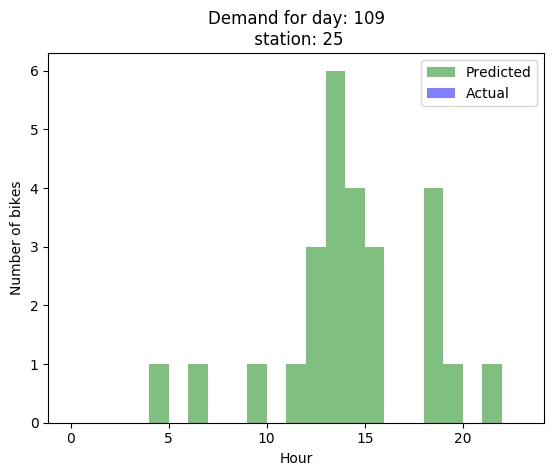 Demand for day: 109
station: 25
Predicted
Actual
Number of bikes
6
5
4
3
2
1
0
0
5
10
15
20
Hour